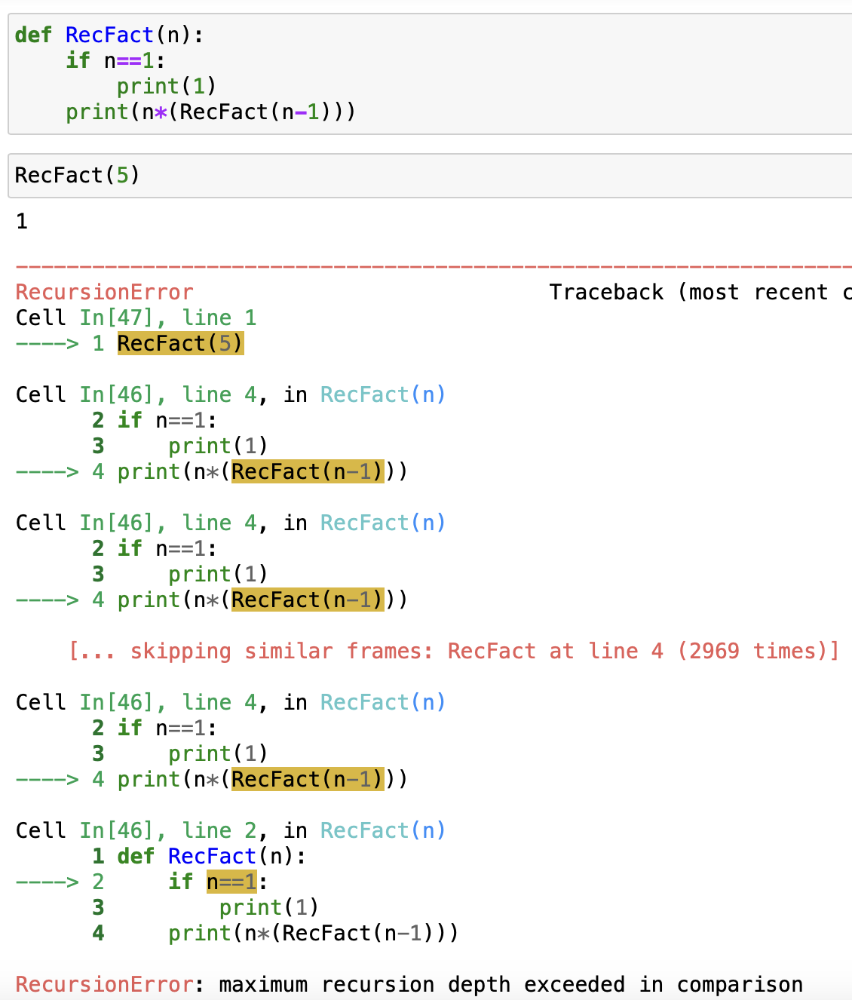 def RecFact(n):
    if n==1:
        print(1)
    print(n*(RecFact(n-1)))
RecFact(5)
1
---------------------------------------------------------------------------
RecursionError                            Traceback (most recent c
Cell In[47], line 1
----> 1 RecFact(5)
Cell In[46], line 4, in RecFact(n)
      2 if n==1:
      3     print(1)
----> 4 print(n*(RecFact(n-1)))
Cell In[46], line 4, in RecFact(n)
      2 if n==1:
      3     print(1)
----> 4 print(n*(RecFact(n-1)))
    [... skipping similar frames: RecFact at line 4 (2969 times)]
Cell In[46], line 4, in RecFact(n)
      2 if n==1:
      3     print(1)
----> 4 print(n*(RecFact(n-1)))
Cell In[46], line 2, in RecFact(n)
      1 def RecFact(n):
----> 2     if n==1:
      3         print(1)
      4     print(n*(RecFact(n-1)))
RecursionError: maximum recursion depth exceeded in comparison